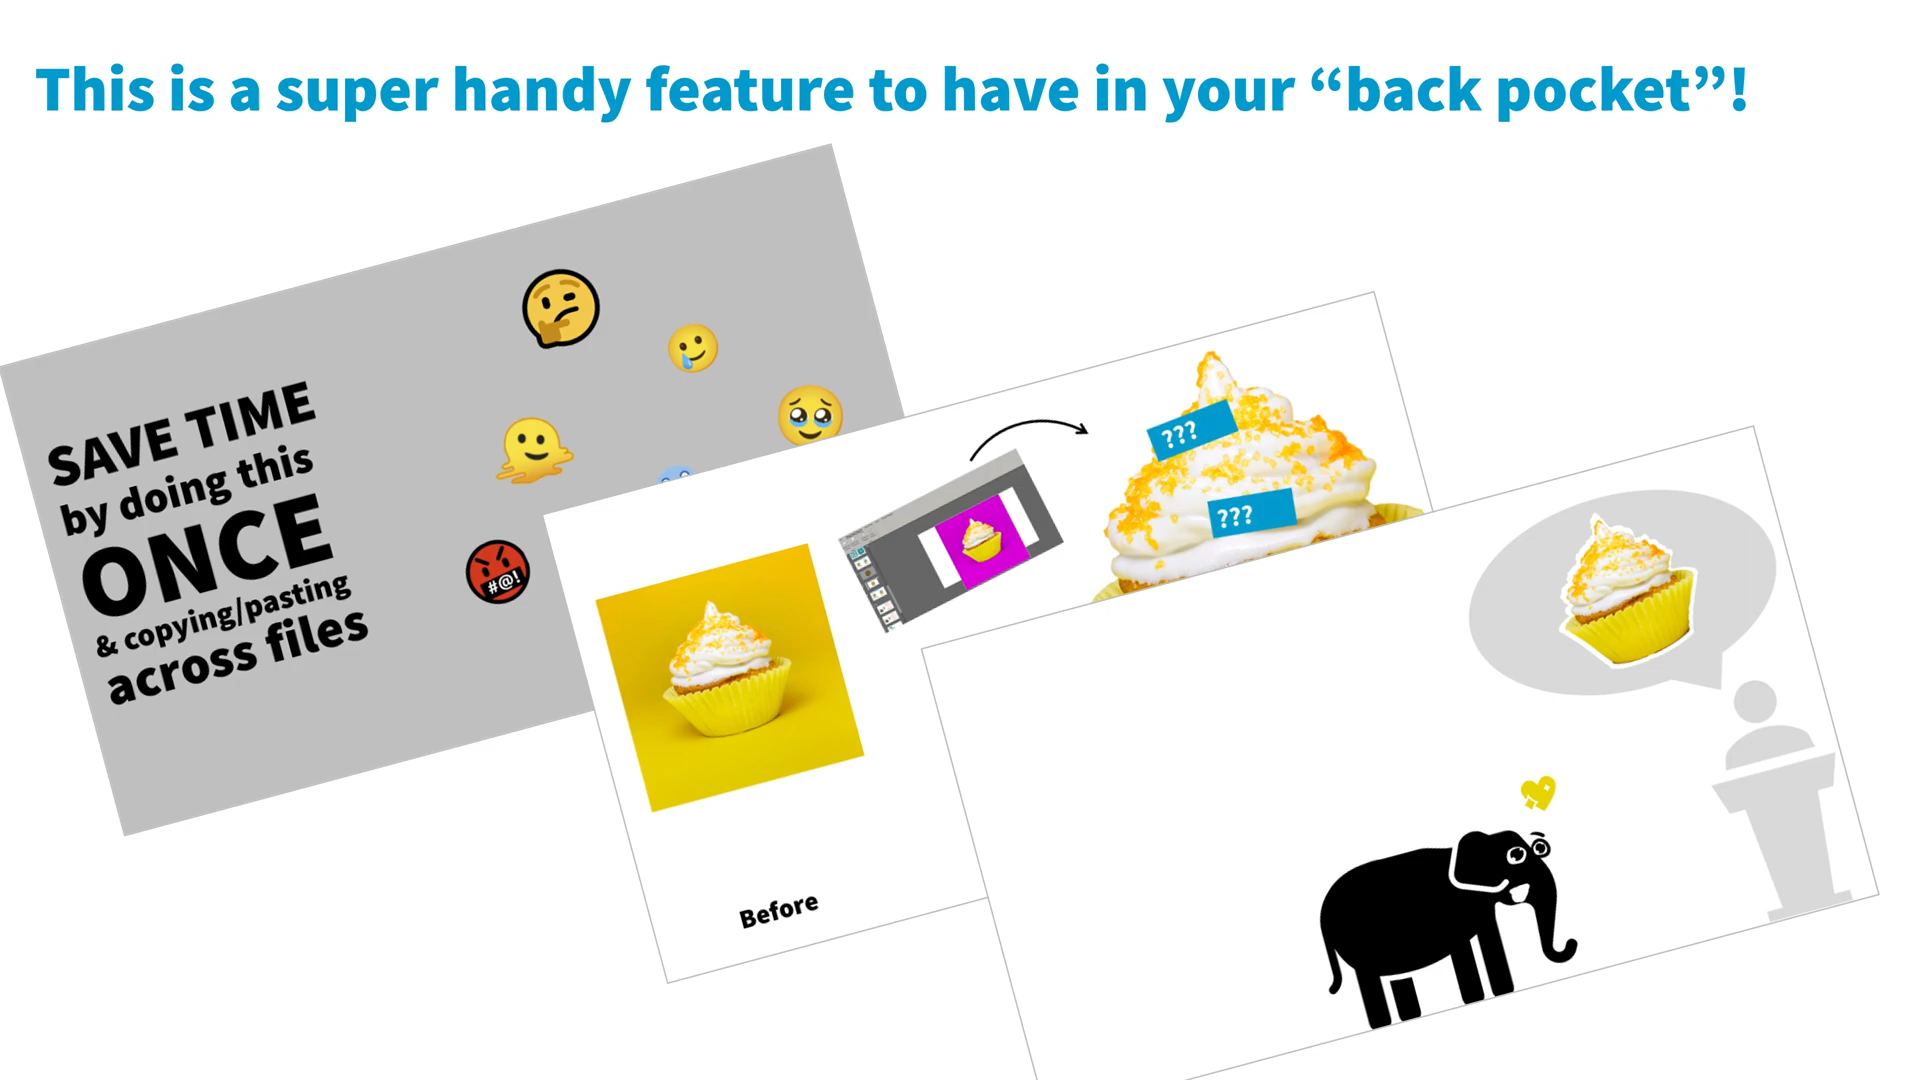 This is a super handy feature to have in your “back pocket”!
SAVE TIME
by doing this
ONCE
& copying/pasting
across files
#@!
???
???
Before